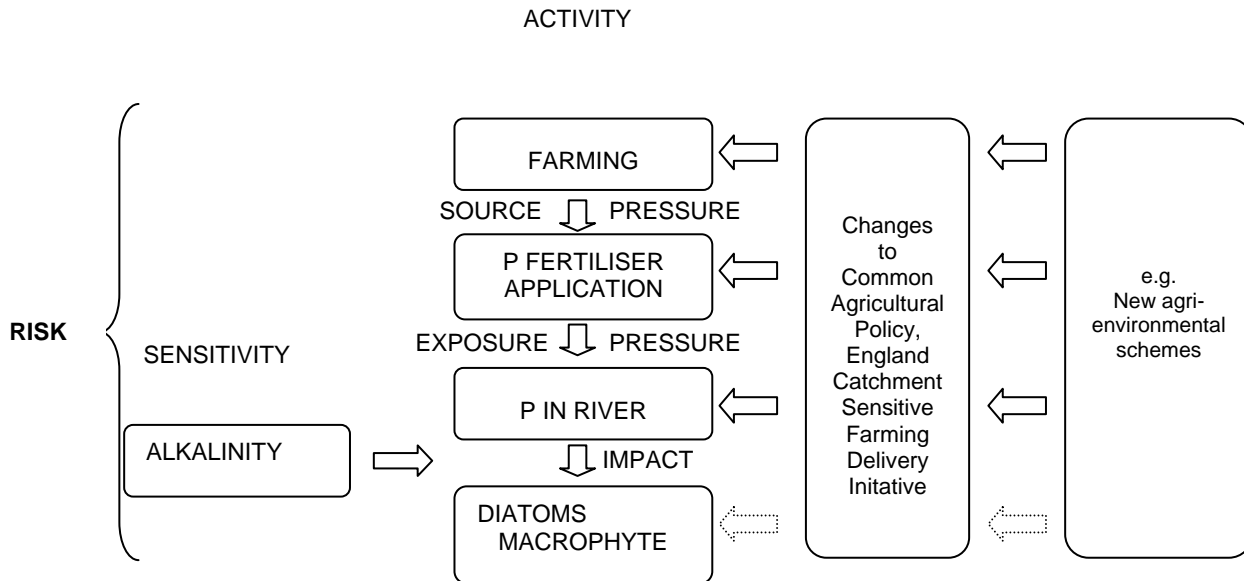 ACTIVITY
FARMING
SOURCE PRESSURE
P FERTILISER
APPLICATION
EXPOSURE PRESSURE
RISK
SENSITIVITY
P IN RIVER
ALKALINITY
IMPACT
DIATOMS
MACROPHYTE
Changes
to
Common
Agricultural
Policy,
England
Catchment
Sensitive
Farming
Delivery
Initative
e.g.
New agri-
environmental
schemes